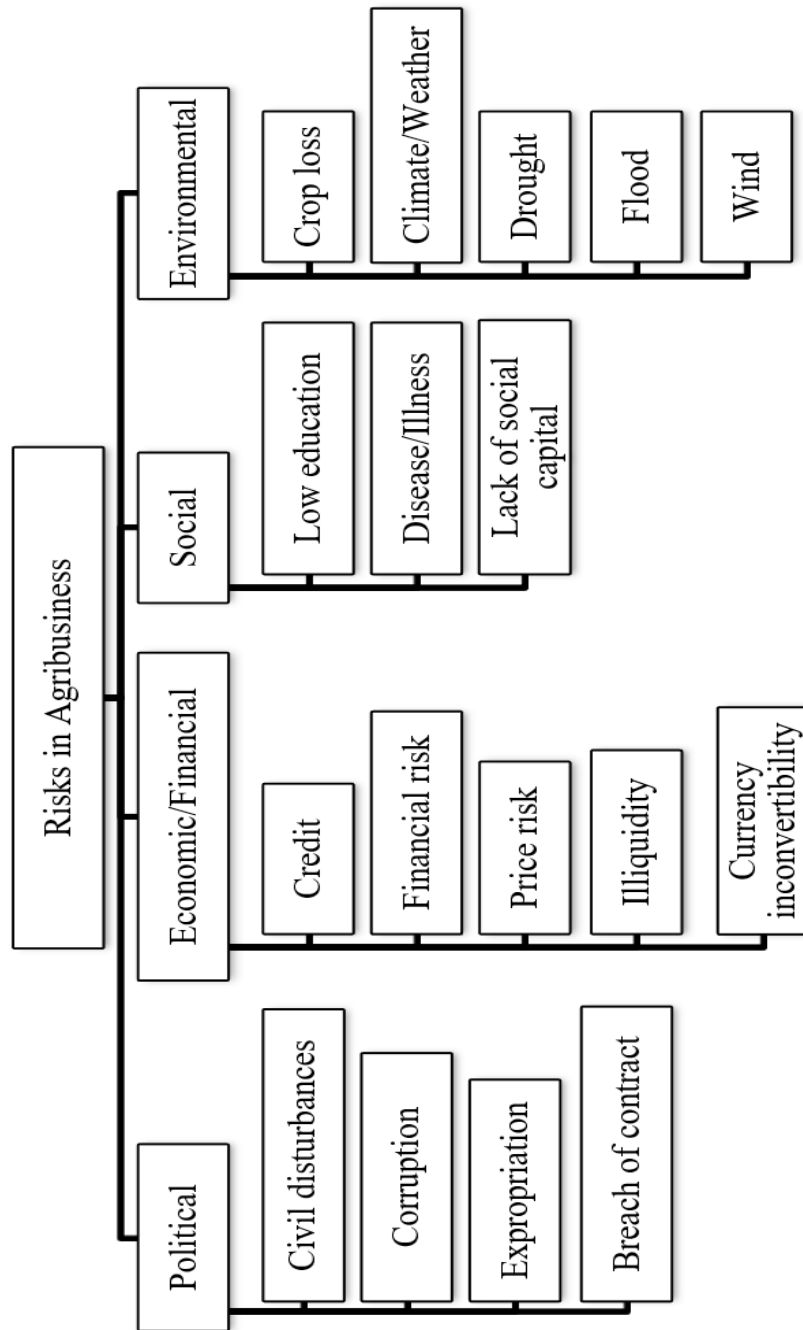 Risks in Agribusiness
Political
Civil disturbances
Corruption
Expropriation
Breach of contract
Economic/Financial
Credit
Financial risk
Price risk
Illiquidity
Currency
inconvertibility
Social
Low education
Disease/Illness
Lack of social
capital
Environmental
Crop loss
Climate/Weather
Drought
Flood
Wind